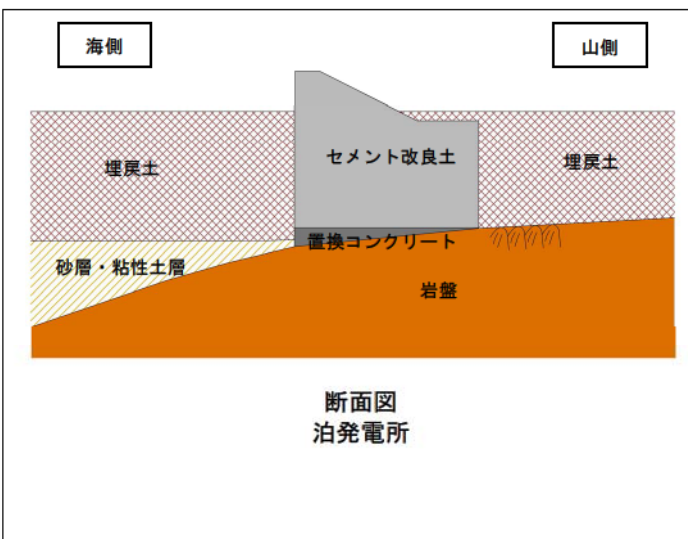 海側
山側
埋戻土
セメント改良土
埋戻土
置換コンクリート
砂層・粘性土層
岩盤
断面図
泊発電所